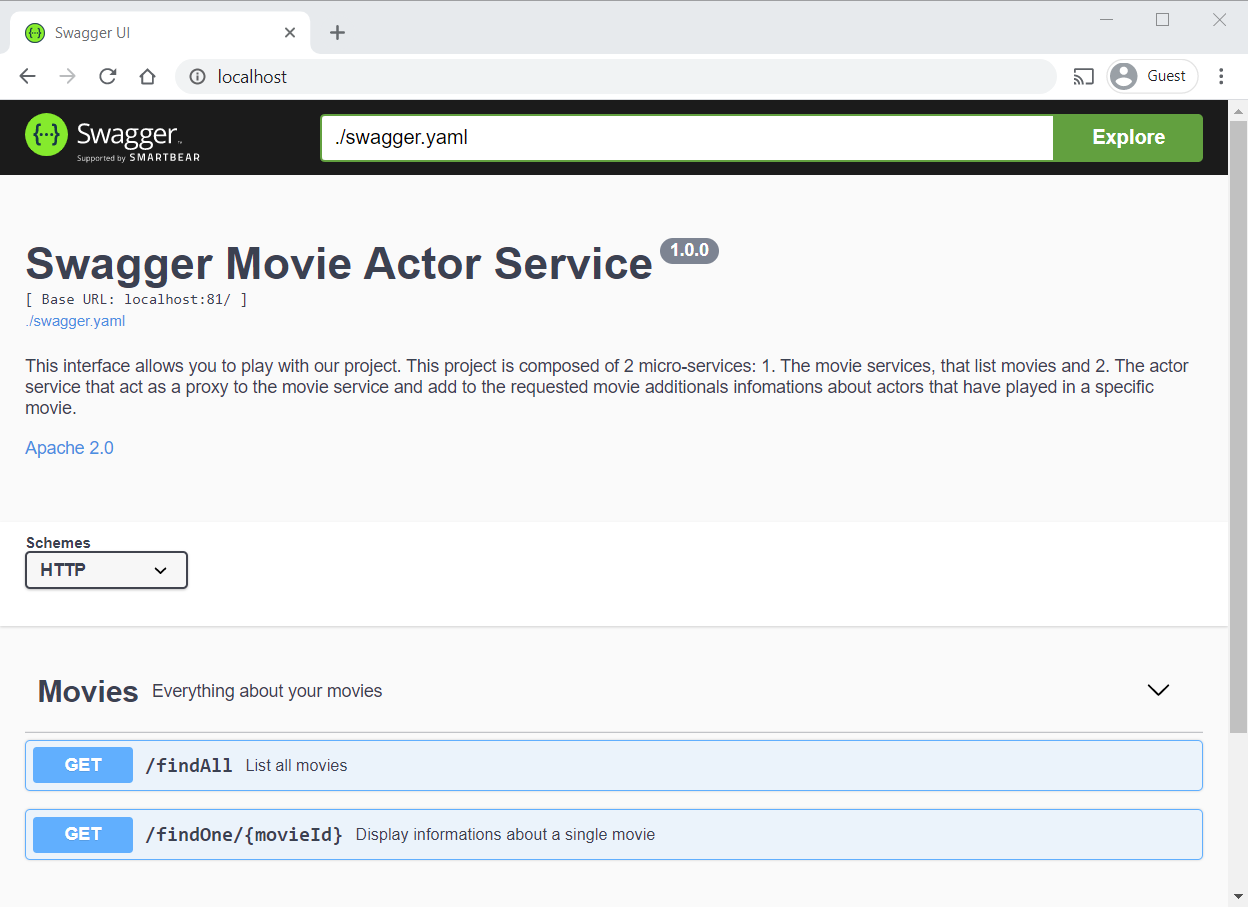 Swagger UI
localhost
Guest
Swagger™
Supported by SMARTBEAR
./swagger.yaml
Explore
Swagger Movie Actor Service 1.0.0
[ Base URL: localhost:81/ ]
./swagger.yaml
This interface allows you to play with our project. This project is composed of 2 micro-services: 1. The movie services, that list movies and 2. The actor
service that act as a proxy to the movie service and add to the requested movie additionals infomations about actors that have played in a specific
movie.
Apache 2.0
Schemes
HTTP
Movies Everything about your movies
GET /findAll List all movies
GET /findOne/{movieId} Display informations about a single movie